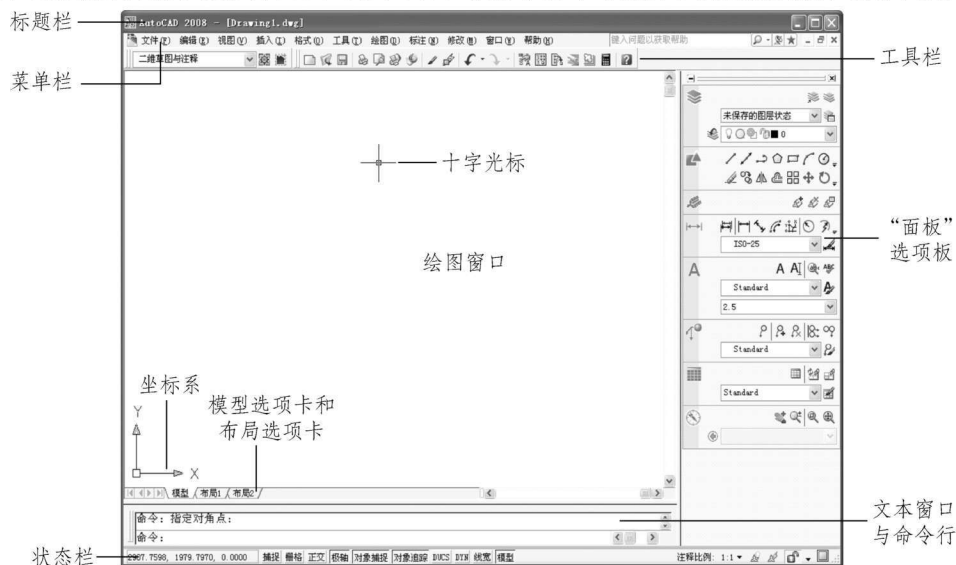 标题栏
AutoCAD 2008 - [Drawing1.dwg]
文件(F) 编辑(E) 视图(V) 插入(I) 格式(O) 工具(T) 绘图(D) 标注(N) 修改(M) 窗口(W) 帮助(H) 键入问题以获取帮助
菜单栏
二维草图与注释
工具栏
未保存的图层状态
0
十字光标
ISO-25
“面板”
选项板
绘图窗口
A A AI ABC
Standard
2.5
Standard
Standard
坐标系
模型选项卡和
布局选项卡
Y
X
模型 布局1 布局2
命令: 指定对角点:
命令:
文本窗口
与命令行
状态栏
1979.7970, 0.0000 捕捉 栅格 正交 极轴 对象捕捉 对象追踪 DUCS DYN 线宽 模型 注释比例: 1:1